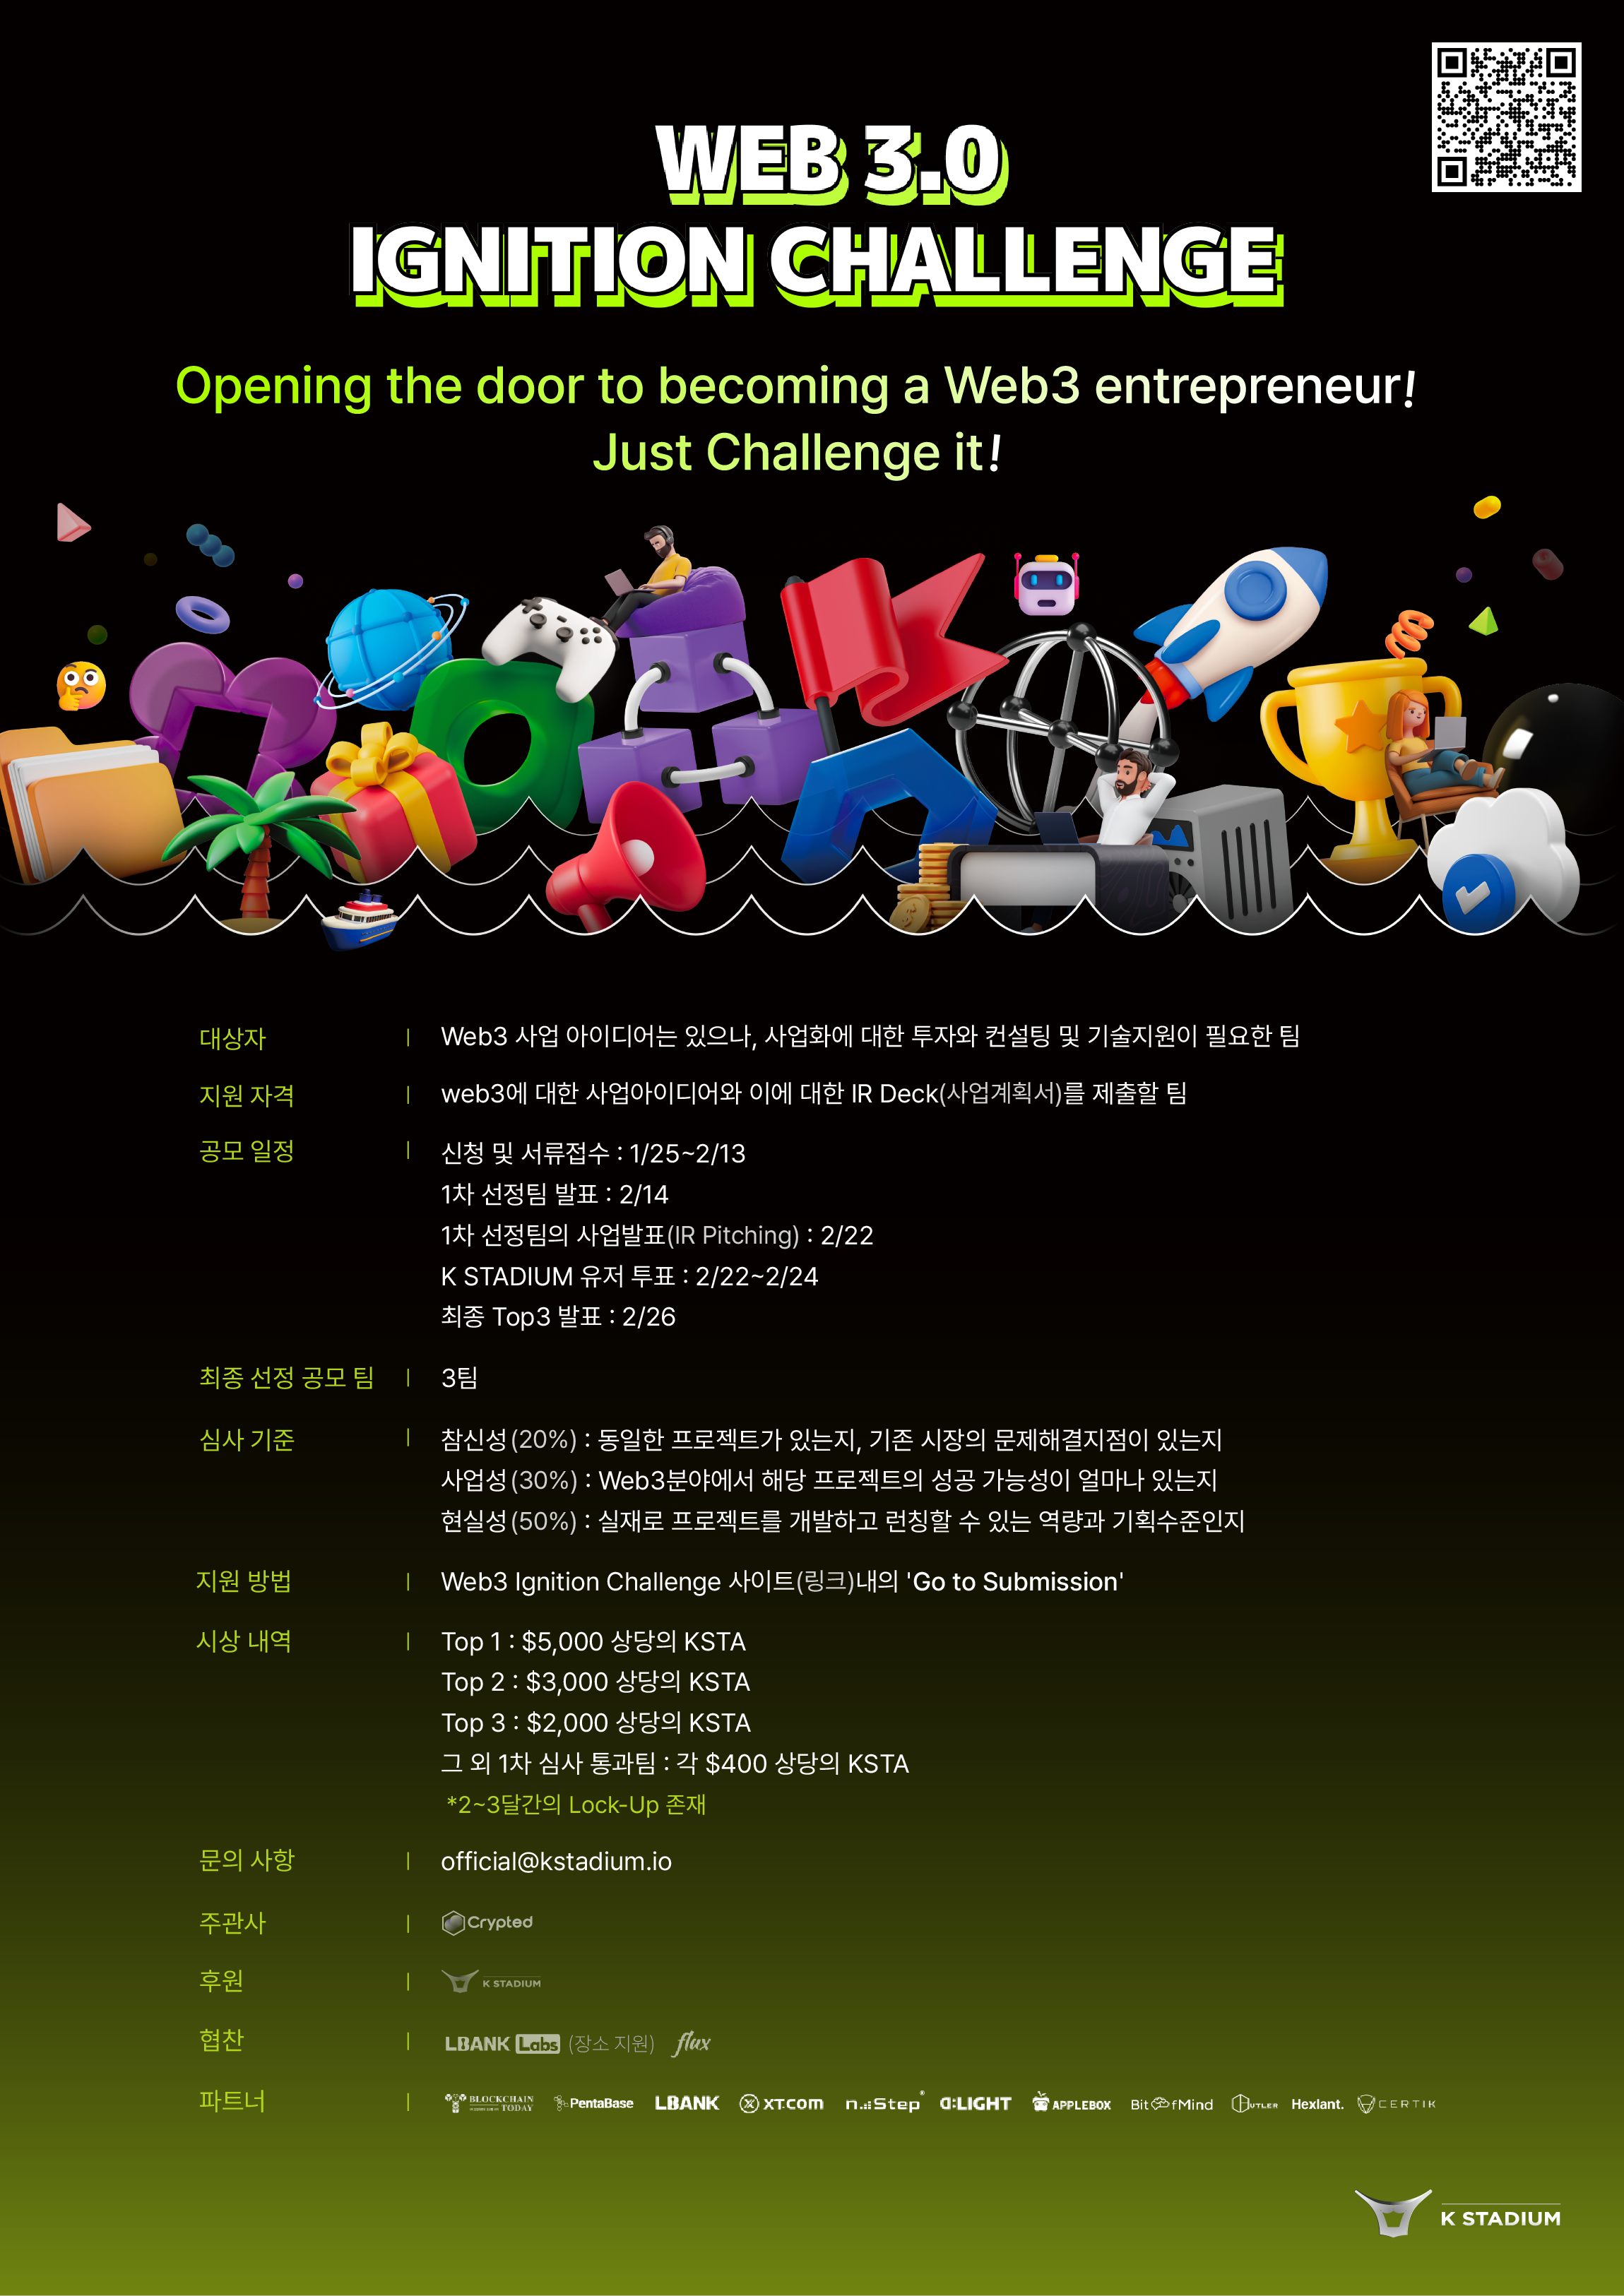 WEB 3.0
IGNITION CHALLENGE
Opening the door to becoming a Web3 entrepreneur!
Just Challenge it!
대상자 | Web3 사업 아이디어는 있으나, 사업화에 대한 투자와 컨설팅 및 기술지원이 필요한 팀
지원 자격 | web3에 대한 사업아이디어와 이에 대한 IR Deck(사업계획서)를 제출할 팀
공모 일정 | 신청 및 서류접수 : 1/25~2/13
1차 선정팀 발표 : 2/14
1차 선정팀의 사업발표(IR Pitching) : 2/22
K STADIUM 유저 투표 : 2/22~2/24
최종 Top3 발표 : 2/26
최종 선정 공모 팀 | 3팀
심사 기준 | 참신성(20%) : 동일한 프로젝트가 있는지, 기존 시장의 문제해결지점이 있는지
사업성(30%) : Web3분야에서 해당 프로젝트의 성공 가능성이 얼마나 있는지
현실성(50%) : 실재로 프로젝트를 개발하고 런칭할 수 있는 역량과 기획수준인지
지원 방법 | Web3 Ignition Challenge 사이트(링크)내의 'Go to Submission'
시상 내역 | Top 1 : $5,000 상당의 KSTA
Top 2 : $3,000 상당의 KSTA
Top 3 : $2,000 상당의 KSTA
그 외 1차 심사 통과팀 : 각 $400 상당의 KSTA
*2~3달간의 Lock-Up 존재
문의 사항 | official@kstadium.io
주관사 | Crypted
후원 | K STADIUM
협찬 | LBANK Labs (장소 지원) flux
파트너 | BLOCKCHAIN TODAY PentaBase LBANK XT.COM n.Step D:LIGHT APPLEBOX Bit of Mind BUTLER Hexlant. CERTIK
K STADIUM